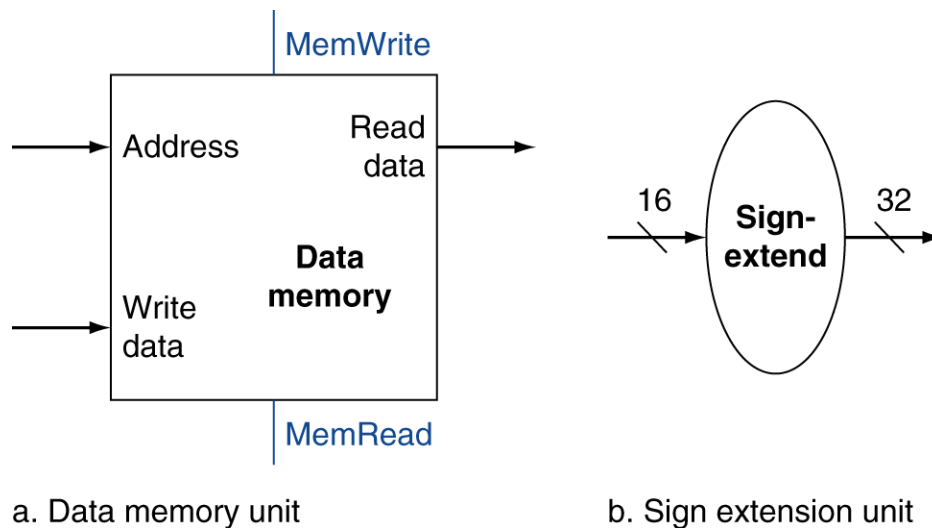 MemWrite
Address
Read
data
Data
memory
Write
data
MemRead
a. Data memory unit
16
Sign-
extend
32
b. Sign extension unit